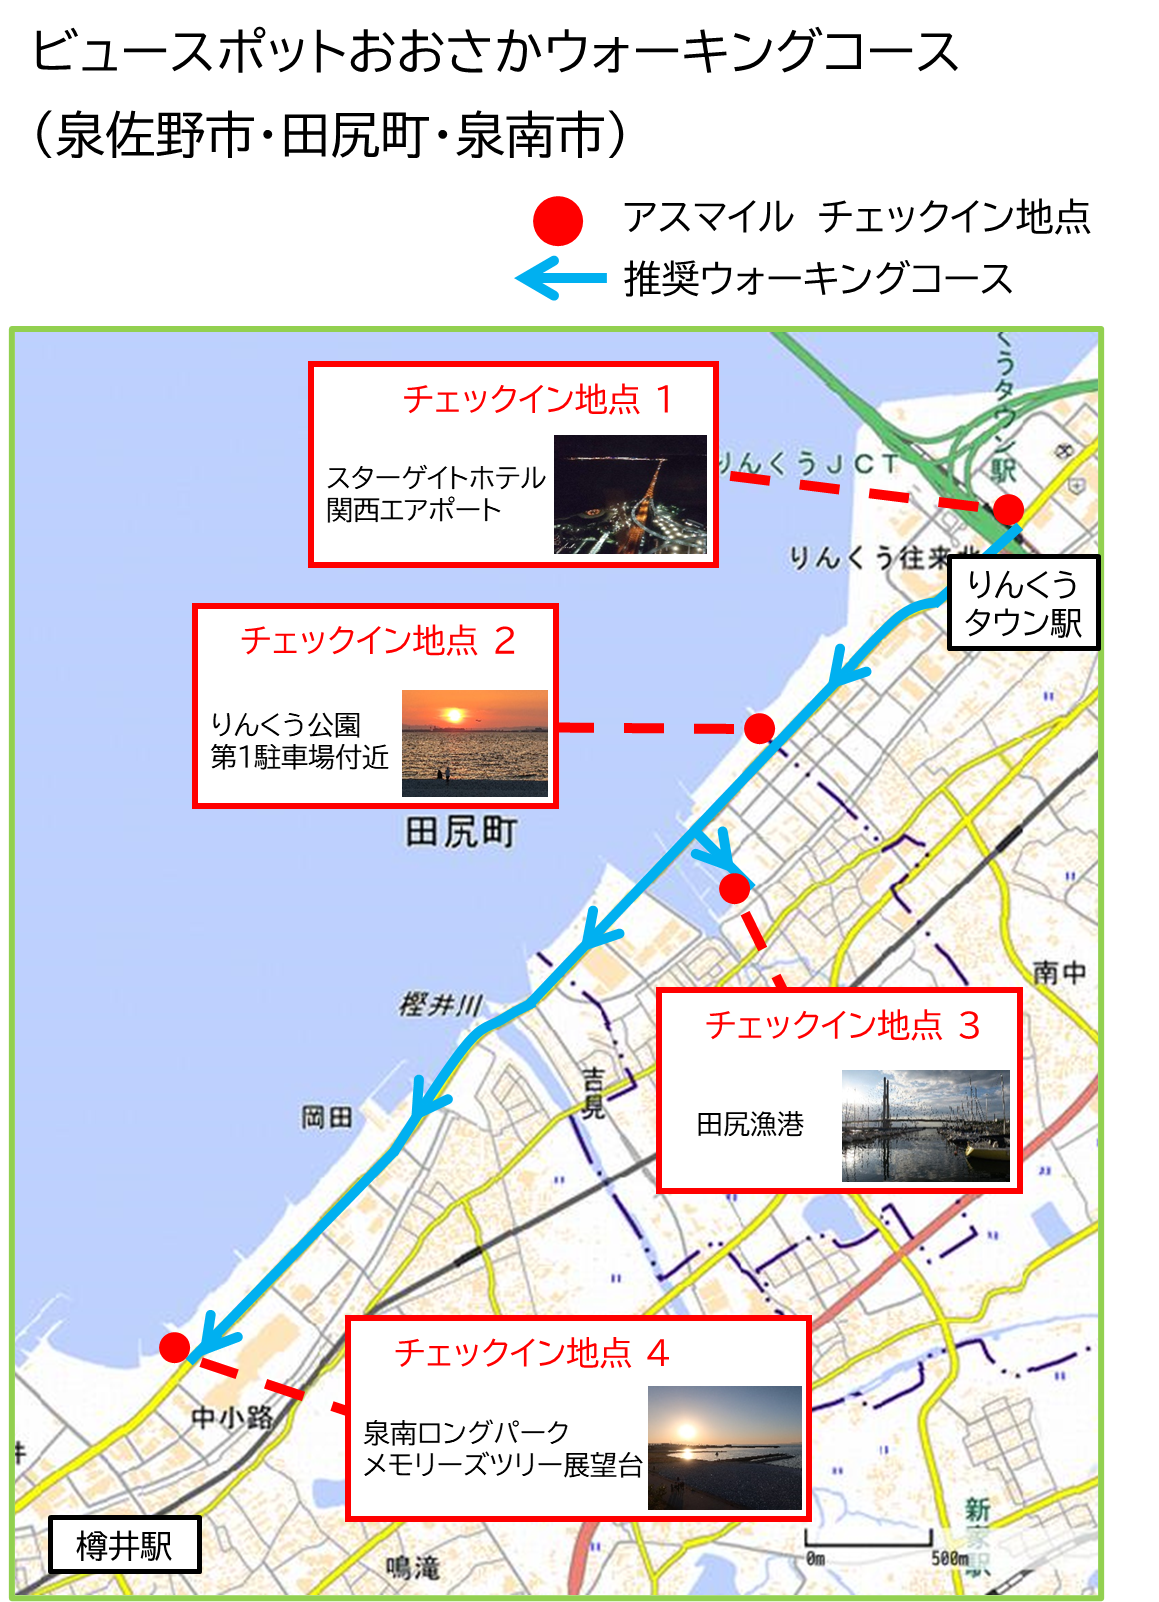 ビュースポットおおさかウォーキングコース
（泉佐野市・田尻町・泉南市）
アスマイル チェックイン地点
推奨ウォーキングコース
くうタウン駅
チェックイン地点 1
スターゲイトホテル
関西エアポート
りんくうJCT
りんくう往来北
りんくう
タウン駅
チェックイン地点 2
りんくう公園
第1駐車場付近
田尻町
南中
樫井川
チェックイン地点 3
田尻漁港
吉見
岡田
チェックイン地点 4
泉南ロングパーク
メモリーズツリー展望台
中小路
井
樽井駅
鳴滝
新家駅
0m 500m